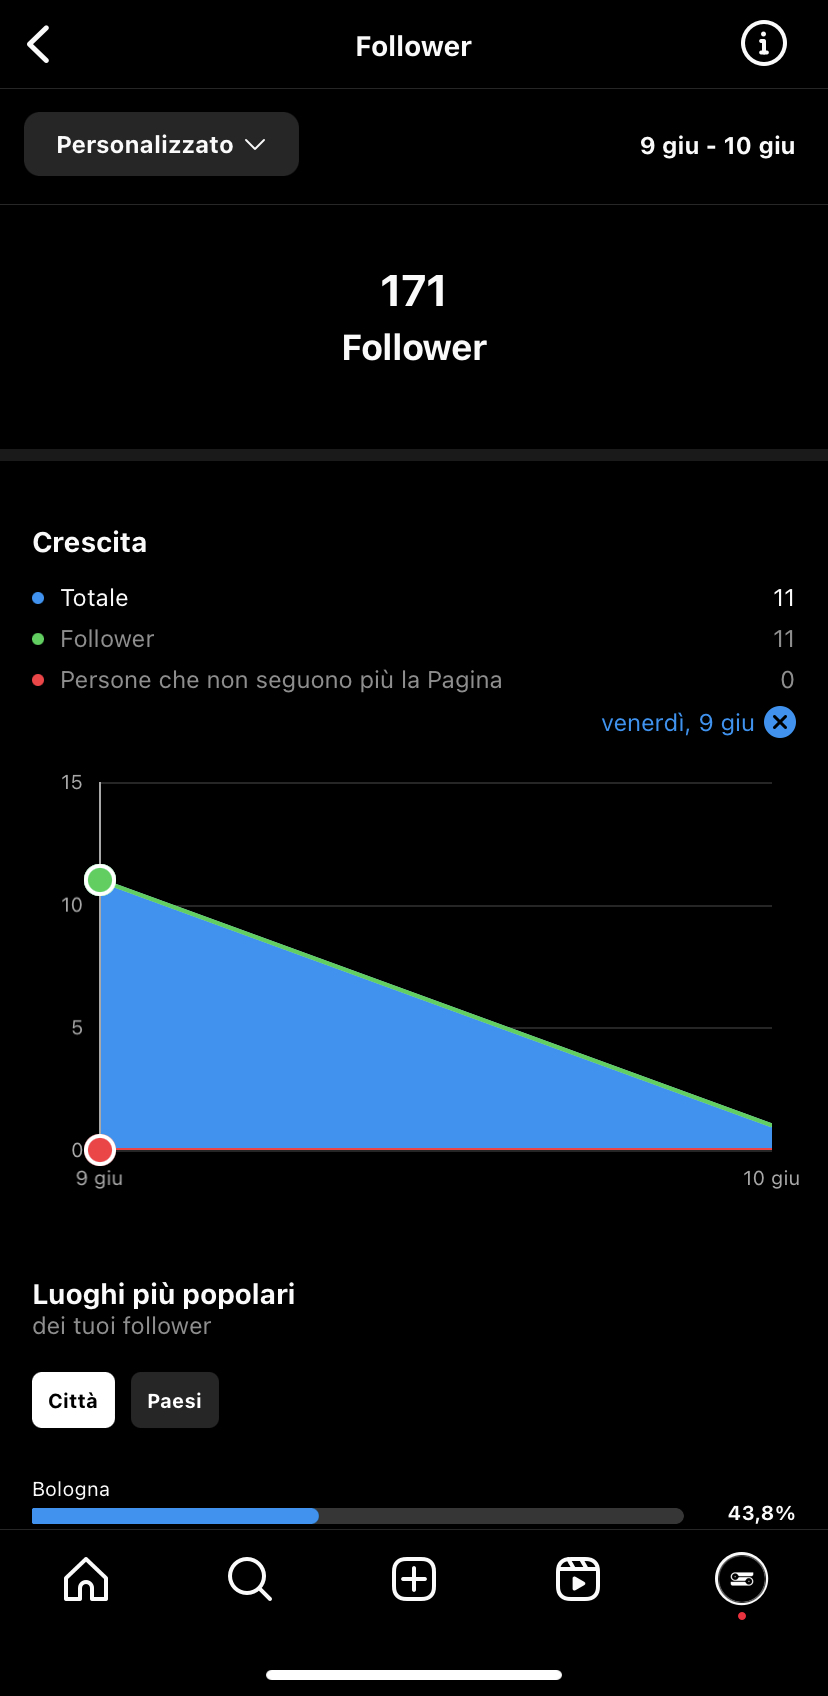 Follower
Personalizzato
9 giu - 10 giu
171
Follower
Crescita
Totale 11
Follower 11
Persone che non seguono più la Pagina 0
venerdì, 9 giu
15
10
5
0
9 giu 10 giu
Luoghi più popolari
dei tuoi follower
Città Paesi
Bologna
43,8%